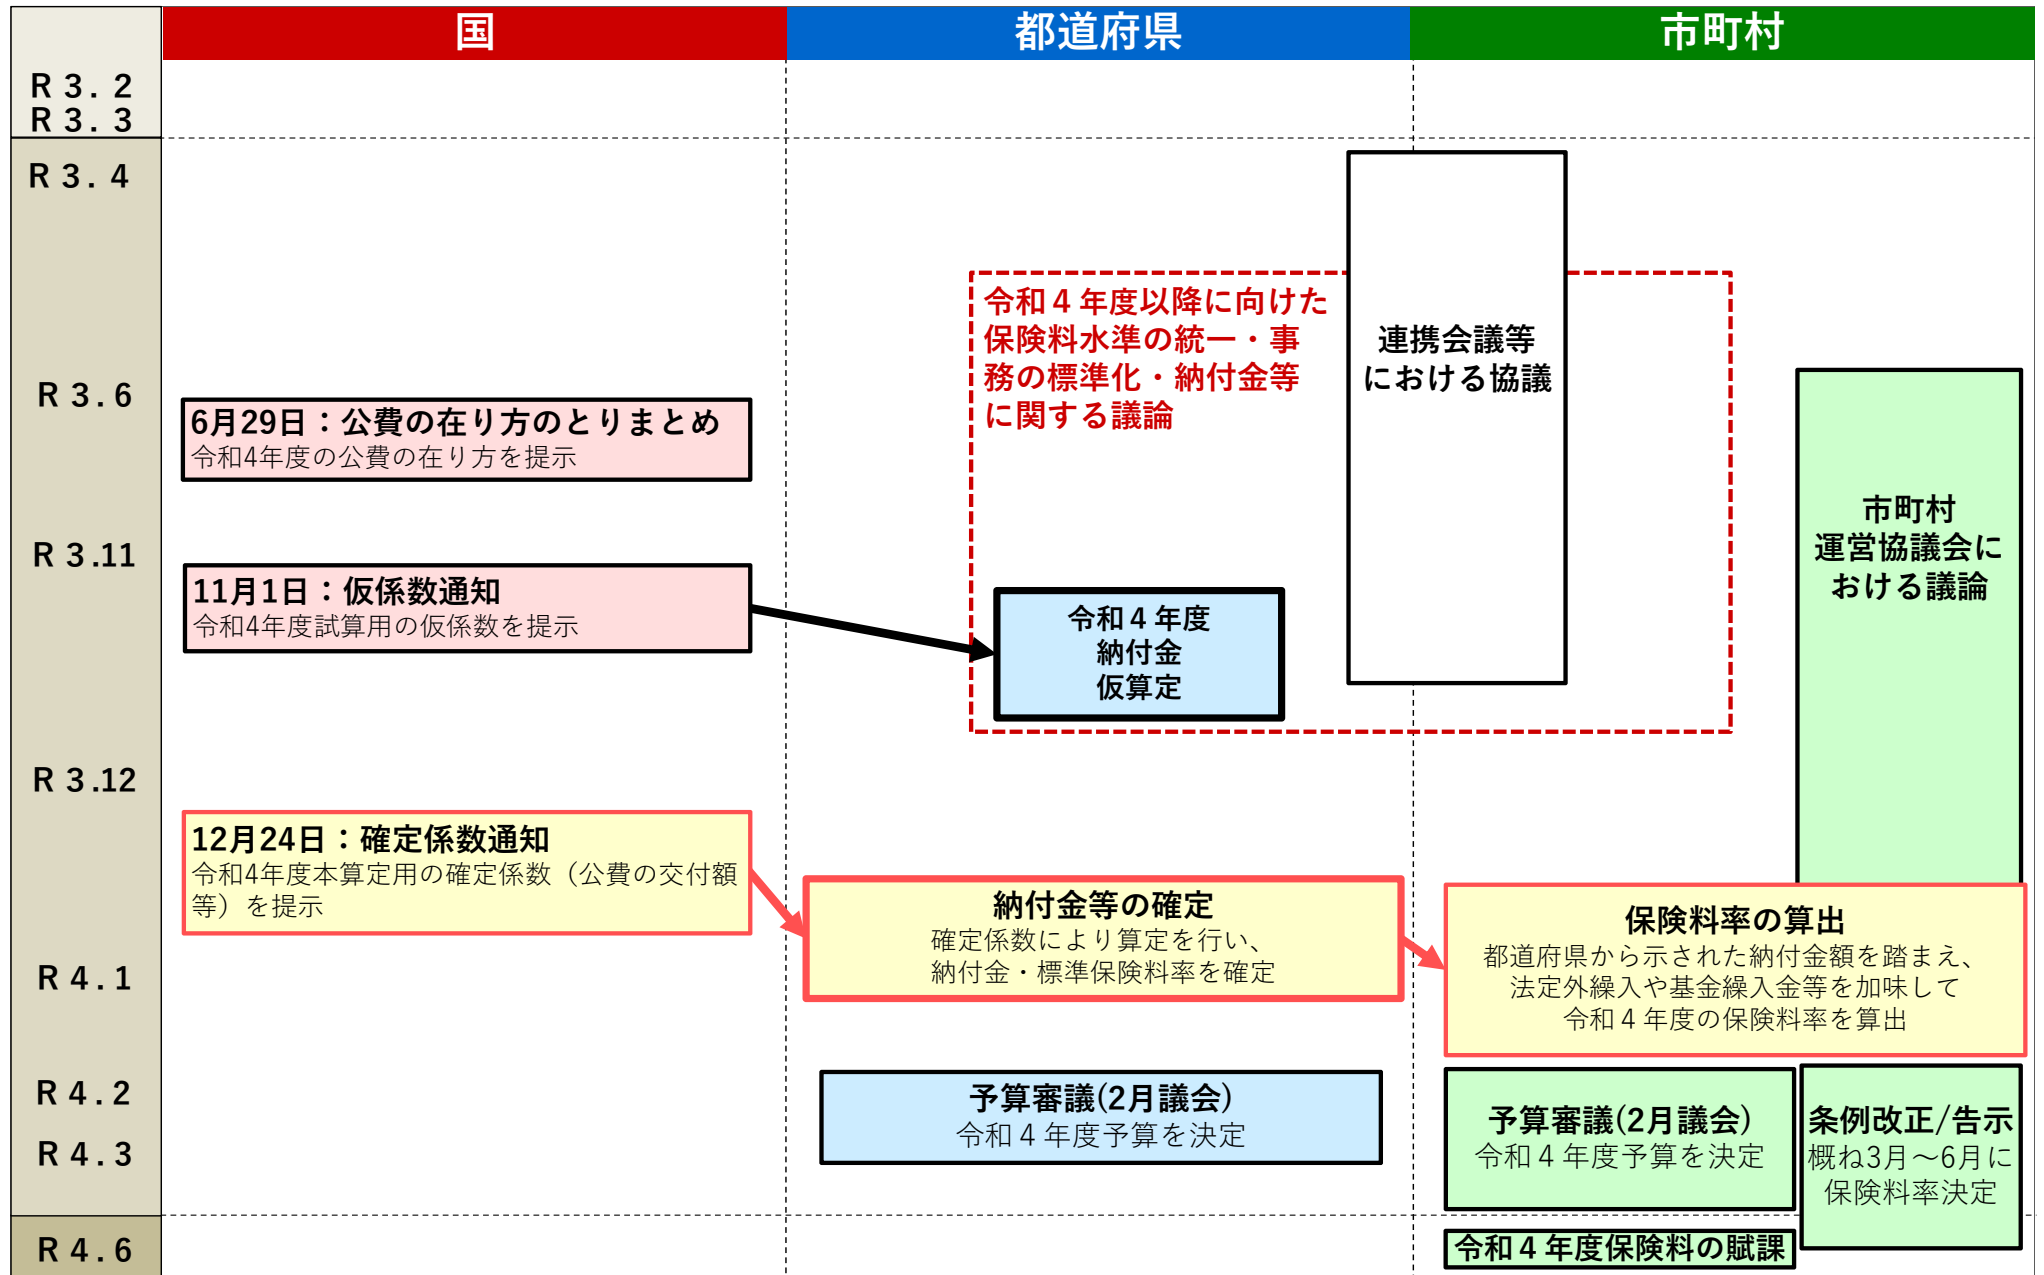 国
都道府県
市町村
R 3. 2
R 3. 3
R 3. 4
R 3. 6
R 3.11
R 3.12
R 4. 1
R 4. 2
R 4. 3
R 4. 6
6月29日：公費の在り方のとりまとめ
令和4年度の公費の在り方を提示
11月1日：仮係数通知
令和4年度試算用の仮係数を提示
12月24日：確定係数通知
令和4年度本算定用の確定係数（公費の交付額
等）を提示
令和４年度以降に向けた
保険料水準の統一・事
務の標準化・納付金等
に関する議論
令和４年度
納付金
仮算定
連携会議等
における協議
納付金等の確定
確定係数により算定を行い、
納付金・標準保険料率を確定
予算審議(2月議会)
令和４年度予算を決定
市町村
運営協議会に
おける議論
保険料率の算出
都道府県から示された納付金額を踏まえ、
法定外繰入や基金繰入金等を加味して
令和４年度の保険料率を算出
予算審議(2月議会)
令和４年度予算を決定
条例改正/告示
概ね3月～6月に
保険料率決定
令和４年度保険料の賦課